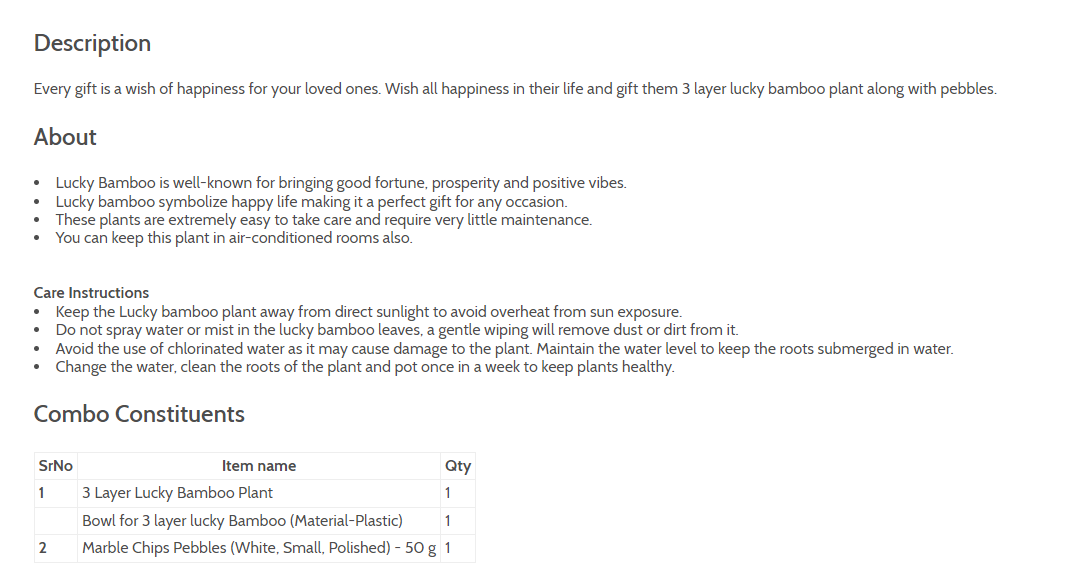 Description
Every gift is a wish of happiness for your loved ones. Wish all happiness in their life and gift them 3 layer lucky bamboo plant along with pebbles.
About
• Lucky Bamboo is well-known for bringing good fortune, prosperity and positive vibes.
• Lucky bamboo symbolize happy life making it a perfect gift for any occasion.
• These plants are extremely easy to take care and require very little maintenance.
• You can keep this plant in air-conditioned rooms also.
Care Instructions
• Keep the Lucky bamboo plant away from direct sunlight to avoid overheat from sun exposure.
• Do not spray water or mist in the lucky bamboo leaves, a gentle wiping will remove dust or dirt from it.
• Avoid the use of chlorinated water as it may cause damage to the plant. Maintain the water level to keep the roots submerged in water.
• Change the water, clean the roots of the plant and pot once in a week to keep plants healthy.
Combo Constituents
SrNo Item name Qty
1 3 Layer Lucky Bamboo Plant 1
Bowl for 3 layer lucky Bamboo (Material-Plastic) 1
2 Marble Chips Pebbles (White, Small, Polished) - 50 g 1